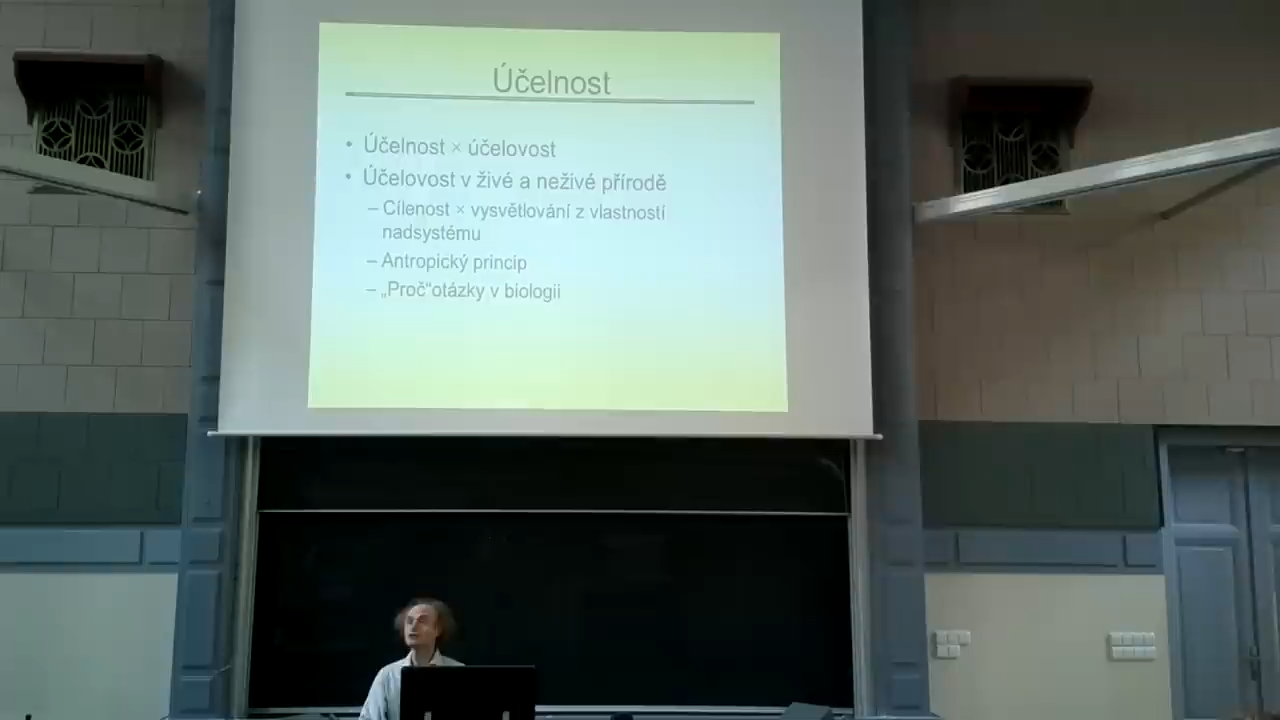 Účelnost
• Účelnost × účelovost
• Účelovost v živé a neživé přírodě
– Cílenost × vysvětlování z vlastností
nadsystému
– Antropický princip
– „Proč“otázky v biologii